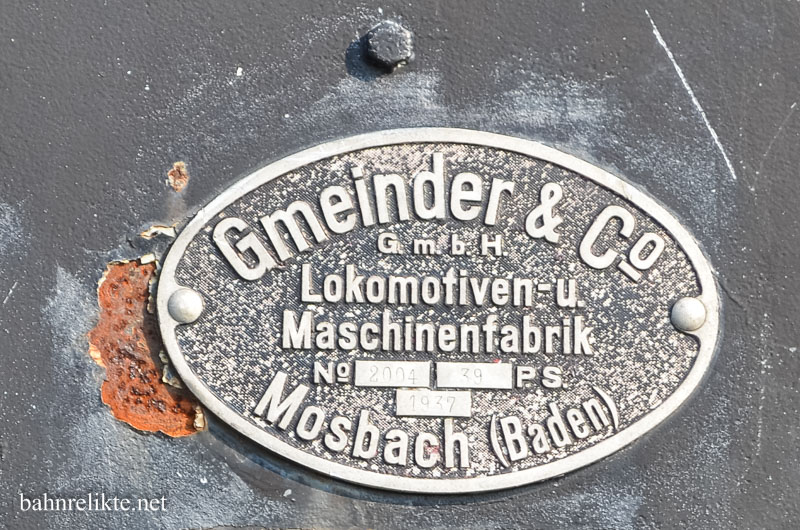 Gmeinder & Co
G.m.b.H.
Lokomotiven-u.
Maschinenfabrik
No 2004 39 PS
1937
Mosbach (Baden)
bahnrelikte.net